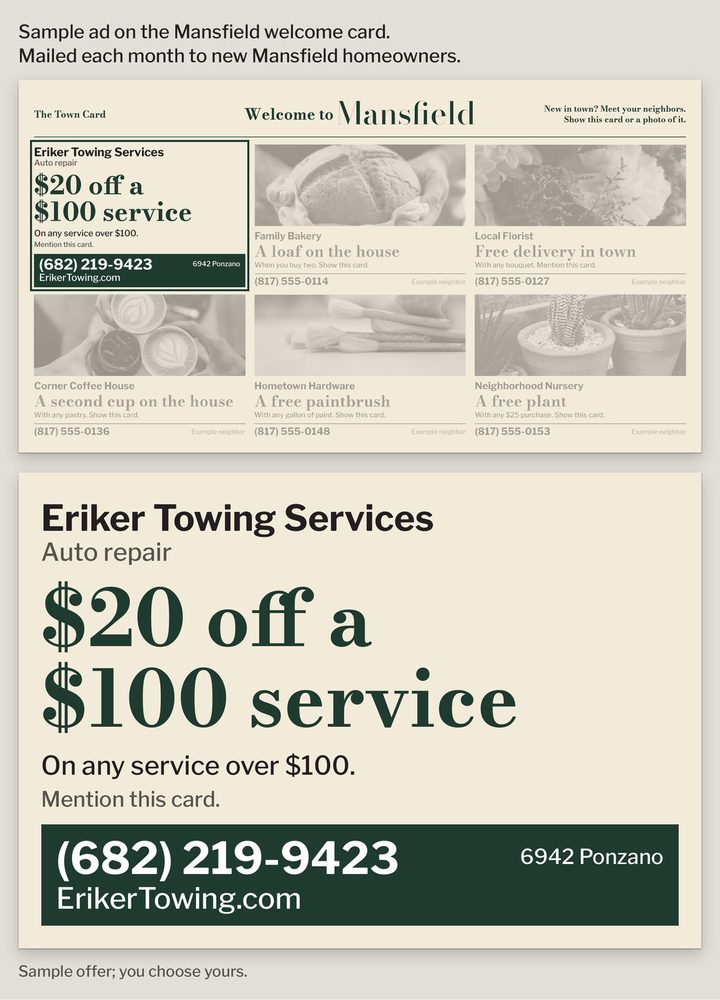 Sample ad on the Mansfield welcome card.
Mailed each month to new Mansfield homeowners.
The Town Card
Welcome to Mansfield
New in town? Meet your neighbors.
Show this card or a photo of it.
Eriker Towing Services
Auto repair
$20 off a
$100 service
On any service over $100.
Mention this card.
(682) 219-9423
6942 Ponzano
ErikerTowing.com
Family Bakery
A loaf on the house
When you buy two. Show this card.
(817) 555-0114
Example neighbor
Local Florist
Free delivery in town
With any bouquet. Mention this card.
(817) 555-0127
Example neighbor
Corner Coffee House
A second cup on the house
With any pastry. Show this card.
(817) 555-0136
Example neighbor
Hometown Hardware
A free paintbrush
With any gallon of paint. Show this card.
(817) 555-0148
Example neighbor
Neighborhood Nursery
A free plant
With any $25 purchase. Show this card.
(817) 555-0153
Example neighbor
Eriker Towing Services
Auto repair
$20 off a
$100 service
On any service over $100.
Mention this card.
(682) 219-9423
6942 Ponzano
ErikerTowing.com
Sample offer; you choose yours.